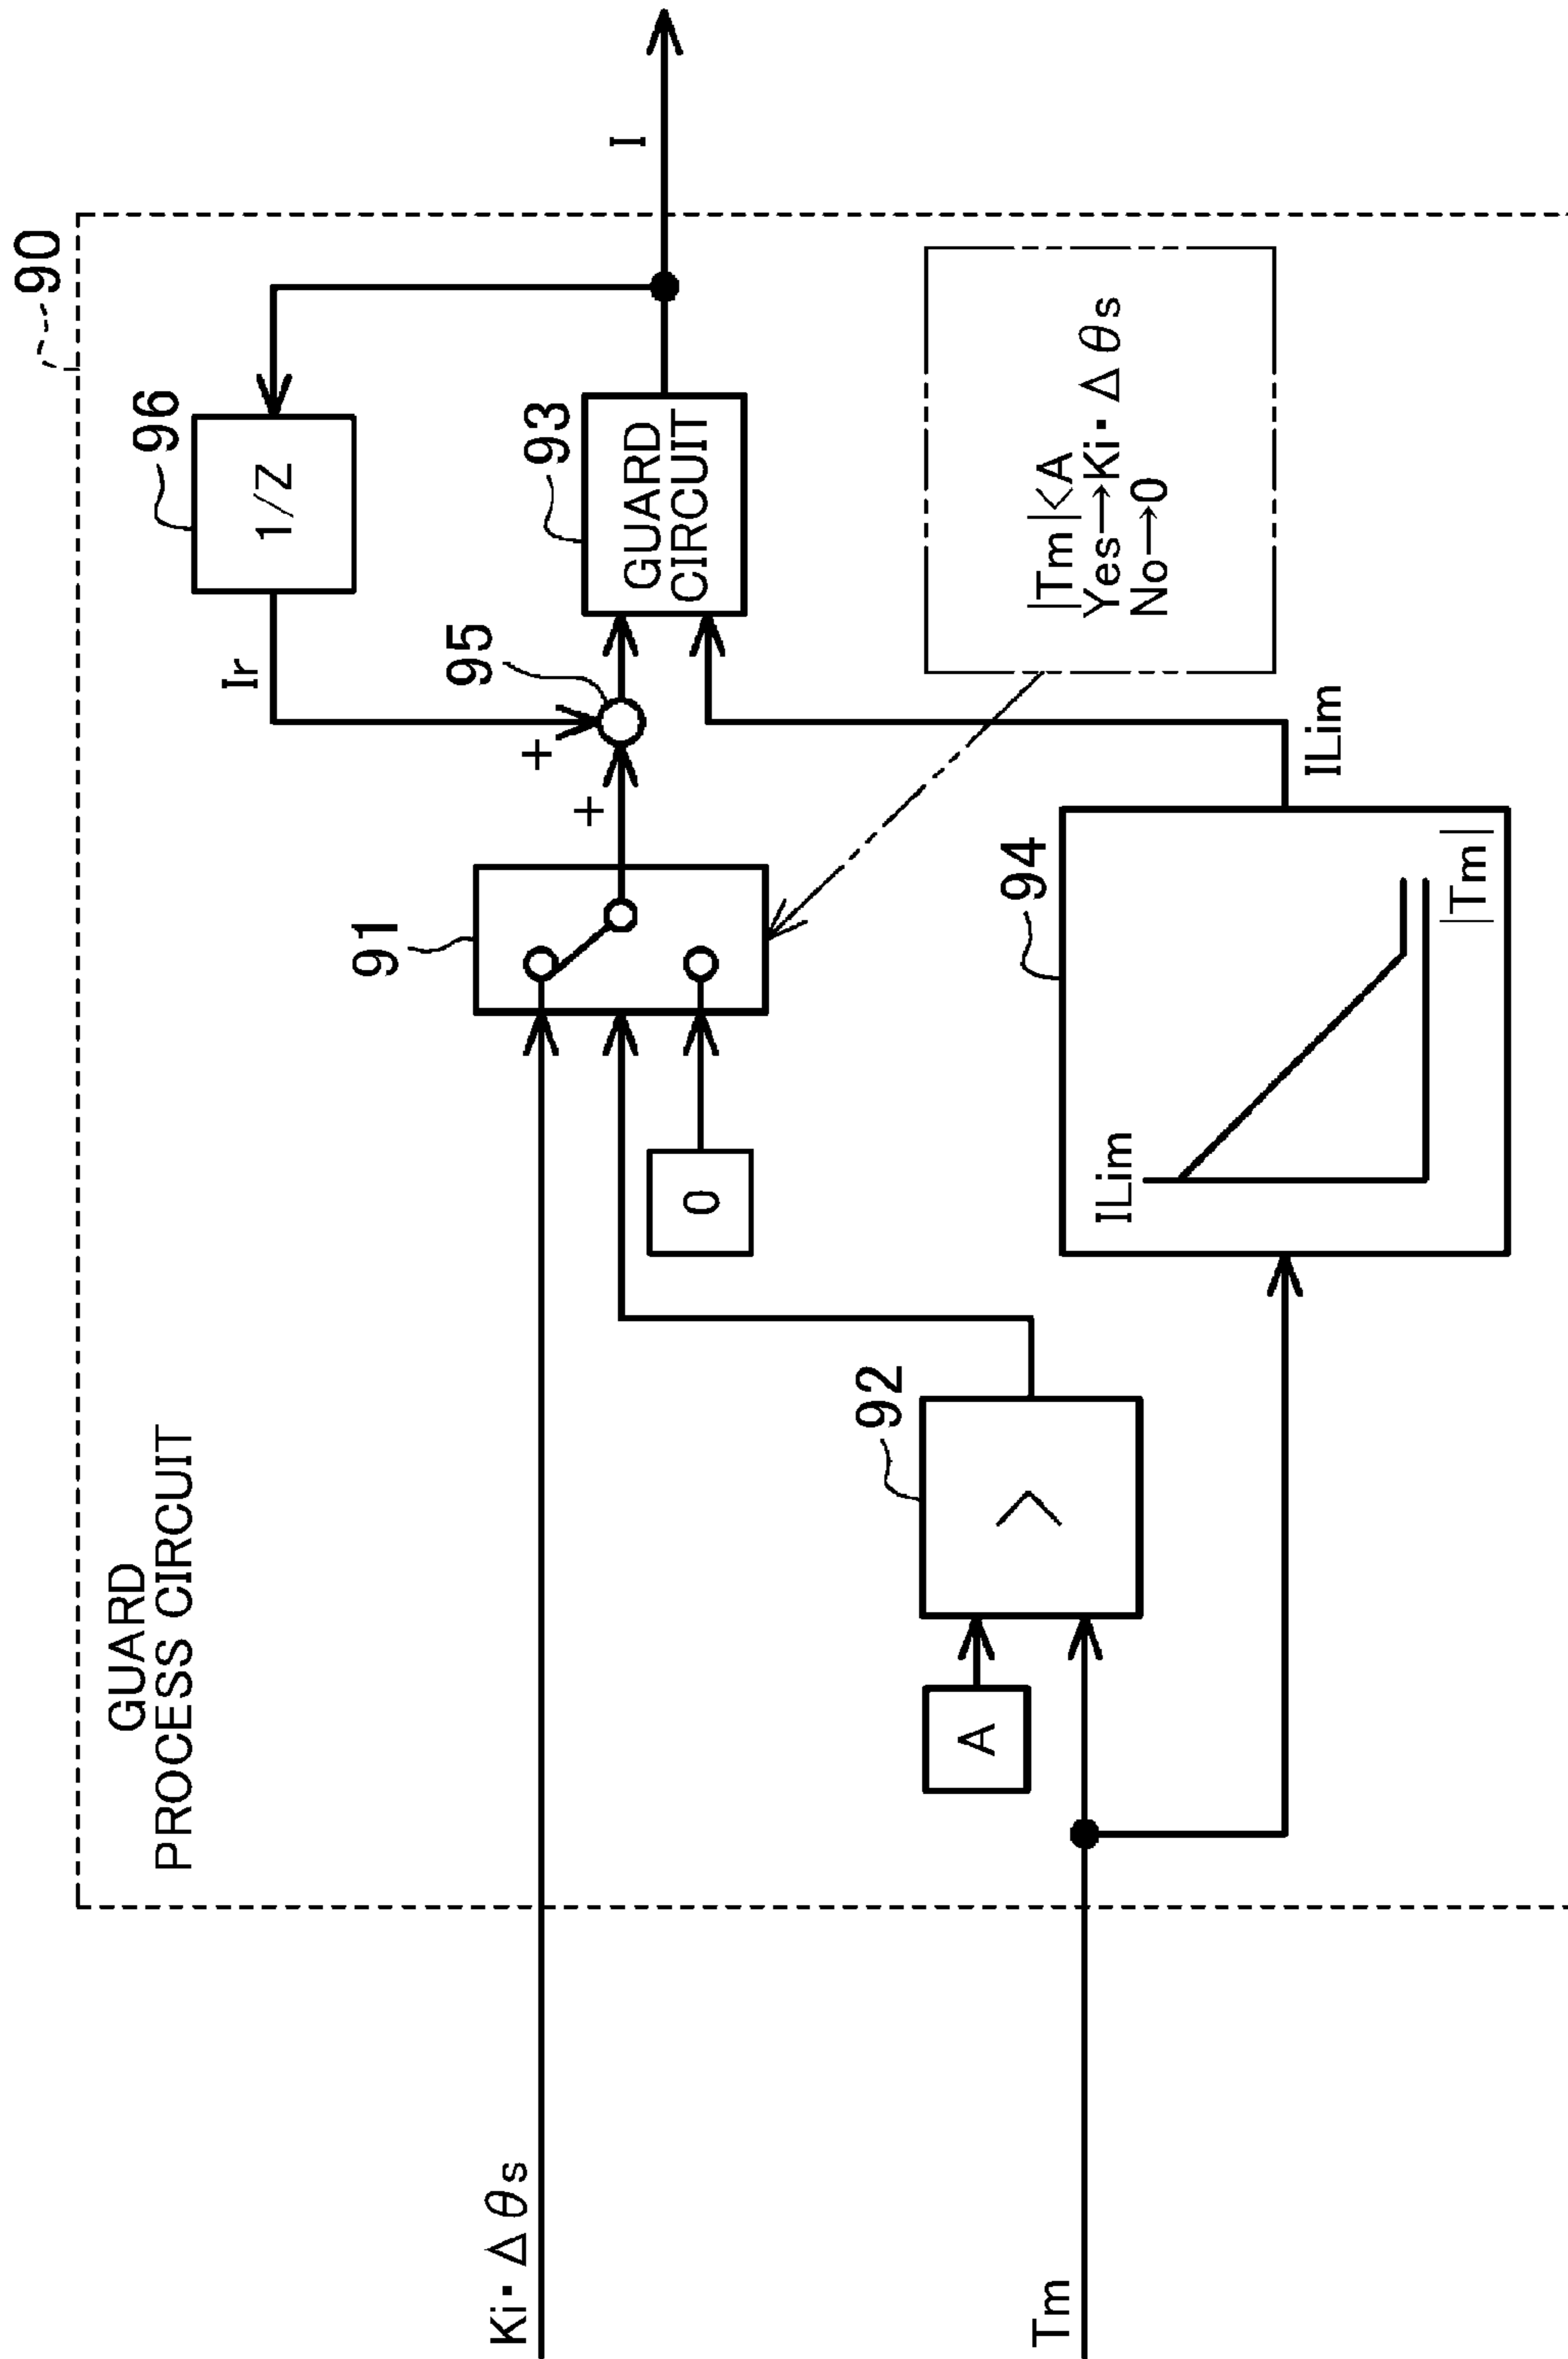 90
GUARD
PROCESS CIRCUIT
96
1/Z
Ir
I
95
93
GUARD
CIRCUIT
+
+
91
Ki・Δθs
0
|Tm|<A
Yes→Ki・Δθs
No→0
92
>
A
Tm
94
ILim
|Tm|
ILim